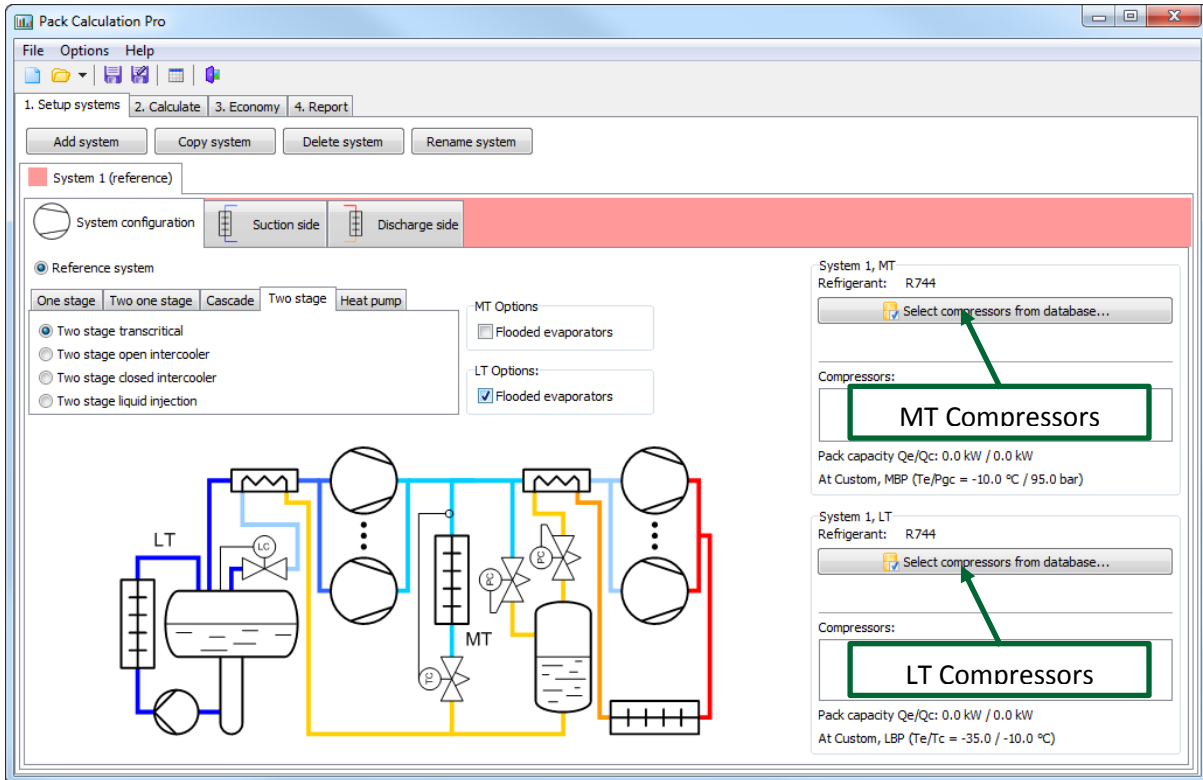 Pack Calculation Pro
File Options Help
1. Setup systems 2. Calculate 3. Economy 4. Report
Add system Copy system Delete system Rename system
System 1 (reference)
System configuration Suction side Discharge side
Reference system
One stage Two one stage Cascade Two stage Heat pump
Two stage transcritical
Two stage open intercooler
Two stage closed intercooler
Two stage liquid injection
MT Options
Flooded evaporators
LT Options:
Flooded evaporators
System 1, MT
Refrigerant: R744
Select compressors from database...
Compressors:
MT Compressors
Pack capacity Qe/Qc: 0.0 kW / 0.0 kW
At Custom, MBP (Te/Pgc = -10.0 °C / 95.0 bar)
System 1, LT
Refrigerant: R744
Select compressors from database...
Compressors:
LT Compressors
Pack capacity Qe/Qc: 0.0 kW / 0.0 kW
At Custom, LBP (Te/Tc = -35.0 / -10.0 °C)
LT
LC
PC
PC
MT
TC